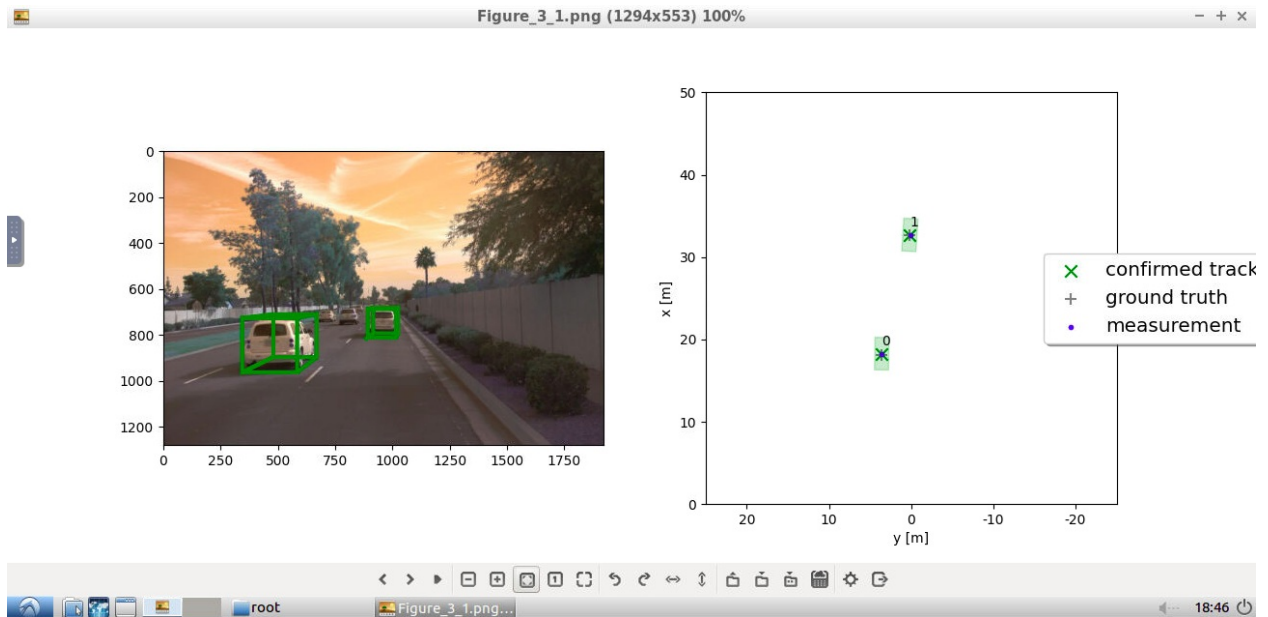 Figure_3_1.png (1294x553) 100%
0
200
400
600
800
1000
1200
0 250 500 750 1000 1250 1500 1750
50
40
30
20
10
0
x [m]
1
0
20 10 0 -10 -20
y [m]
confirmed track
ground truth
measurement
1
root
Figure_3_1.png...
18:46